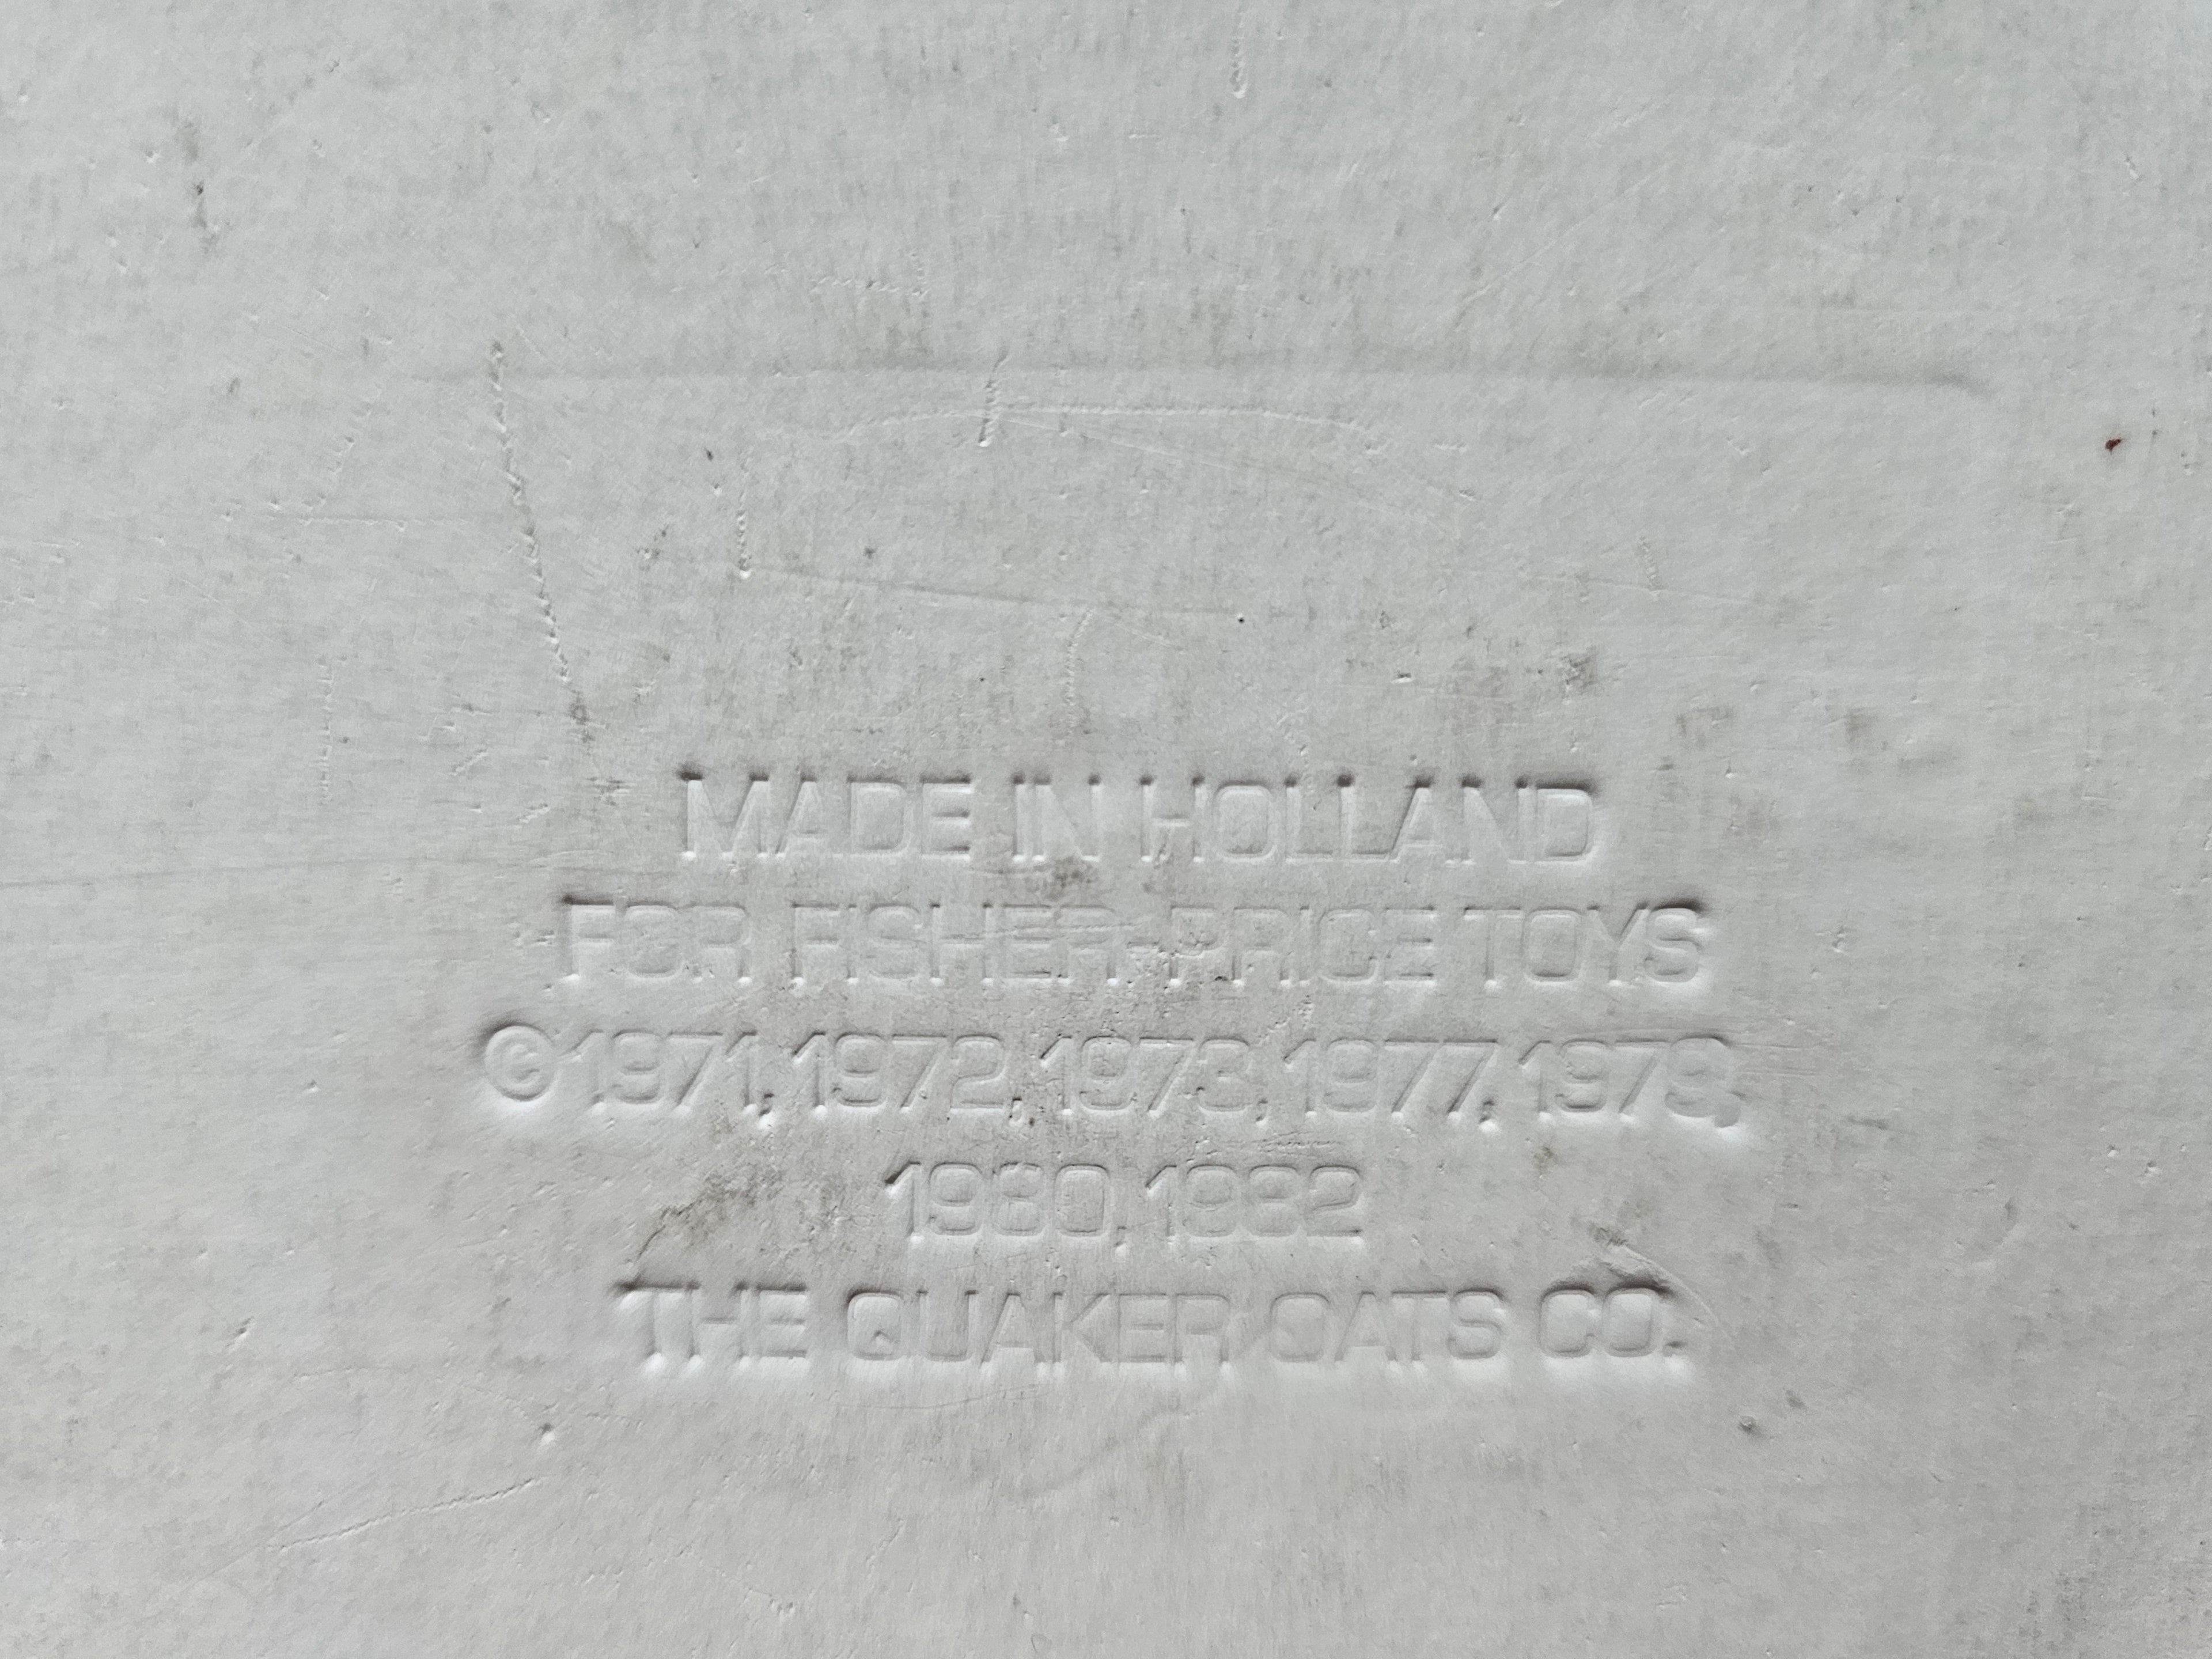 MADE IN HOLLAND
FOR FISHER-PRICE TOYS
©1971, 1972, 1973, 1977, 1979,
1980, 1982
THE QUAKER OATS CO.